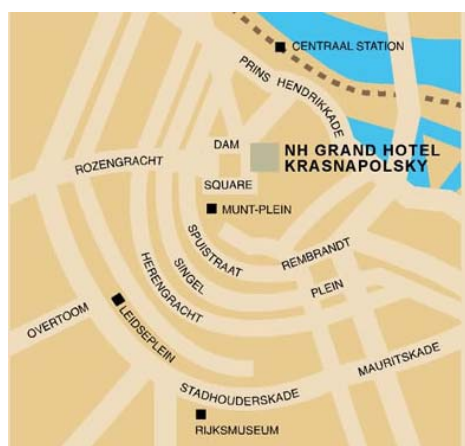 CENTRAAL STATION
PRINS HENDRIKKADE
DAM
NH GRAND HOTEL
KRASNAPOLSKY
ROZENGRACHT
SQUARE
MUNT-PLEIN
SPUISTRAAT
REMBRANDT
SINGEL
PLEIN
HERENGRACHT
LEIDSEPLEIN
OVERTOOM
MAURITSKADE
STADHOUDERSKADE
RIJKSMUSEUM